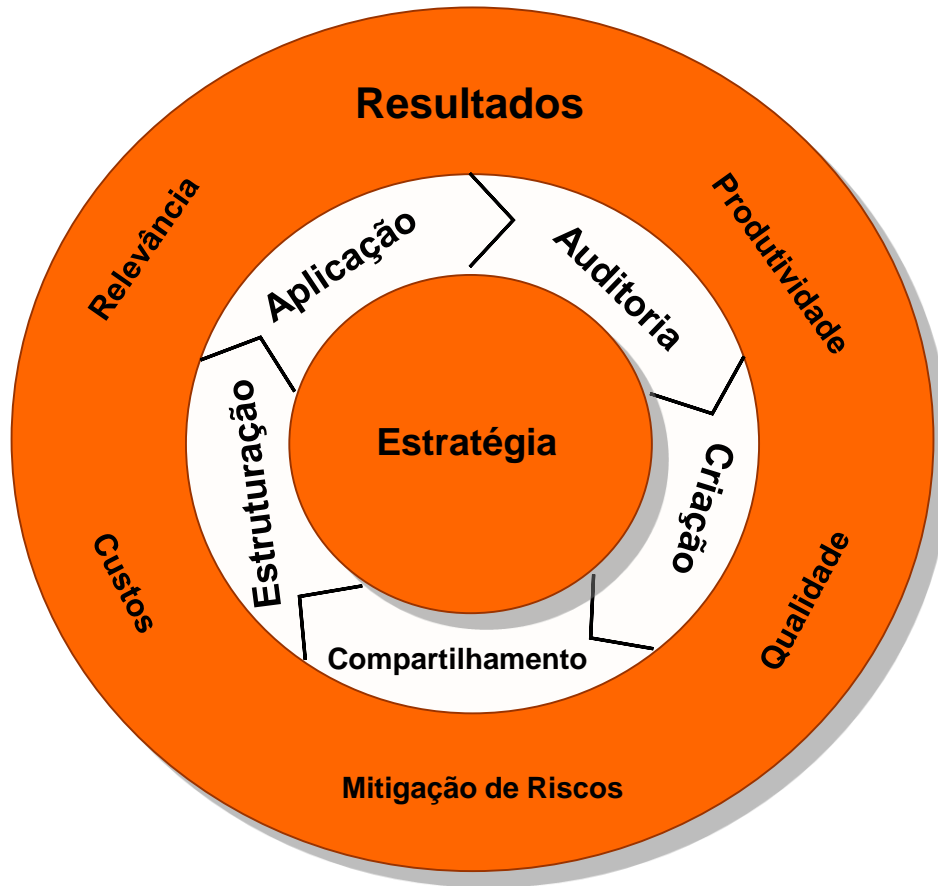 Resultados
Relevância
Produtividade
Aplicação
Auditoria
Estratégia
Estruturação
Criação
Custos
Qualidade
Compartilhamento
Mitigação de Riscos